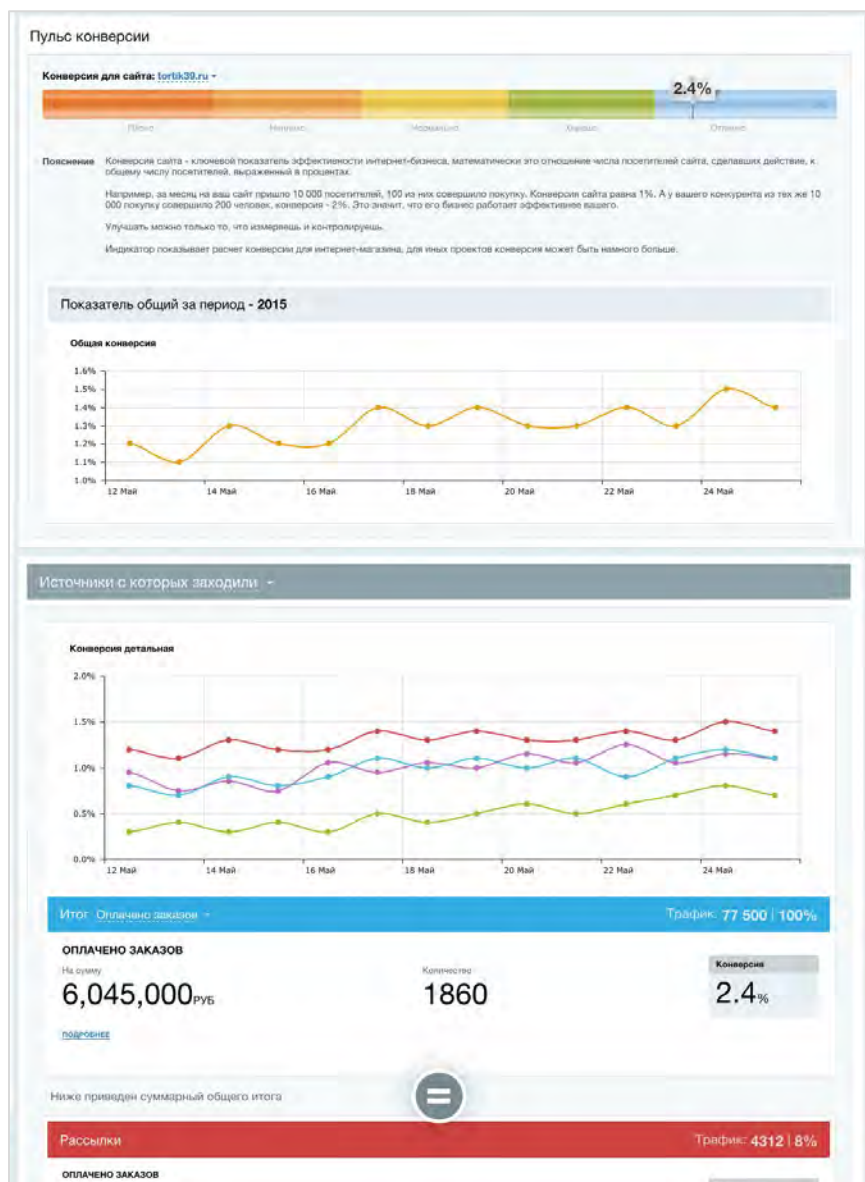 Пульс конверсии
Конверсия для сайта: tortik39.ru
2.4%
Плохо Неплохо Нормально Хорошо Отлично
Пояснение Конверсия сайта - ключевой показатель эффективности интернет-бизнеса, математически это отношение числа посетителей сайта, сделавших действие, к
общему числу посетителей, выраженный в процентах.
Например, за месяц на ваш сайт пришло 10 000 посетителей, 100 из них совершило покупку. Конверсия сайта равна 1%. А у вашего конкурента из тех же 10
000 покупку совершило 200 человек, конверсия - 2%. Это значит, что его бизнес работает эффективнее вашего.
Улучшать можно только то, что измеряешь и контролируешь.
Индикатор показывает расчет конверсии для интернет-магазина, для иных проектов конверсия может быть намного больше.
Показатель общий за период - 2015
Общая конверсия
1.6%
1.5%
1.4%
1.3%
1.2%
1.1%
1.0%
12 Май 14 Май 16 Май 18 Май 20 Май 22 Май 24 Май
Источники с которых заходили
Конверсия детальная
2.0%
1.5%
1.0%
0.5%
0.0%
12 Май 14 Май 16 Май 18 Май 20 Май 22 Май 24 Май
Итог Оплачено заказов Трафик: 77 500 | 100%
ОПЛАЧЕНО ЗАКАЗОВ
На сумму Количество Конверсия
6,045,000РУБ 1860 2.4%
ПОДРОБНЕЕ
Ниже приведен суммарный общего итога
Рассылки Трафик: 4312 | 8%
ОПЛАЧЕНО ЗАКАЗОВ